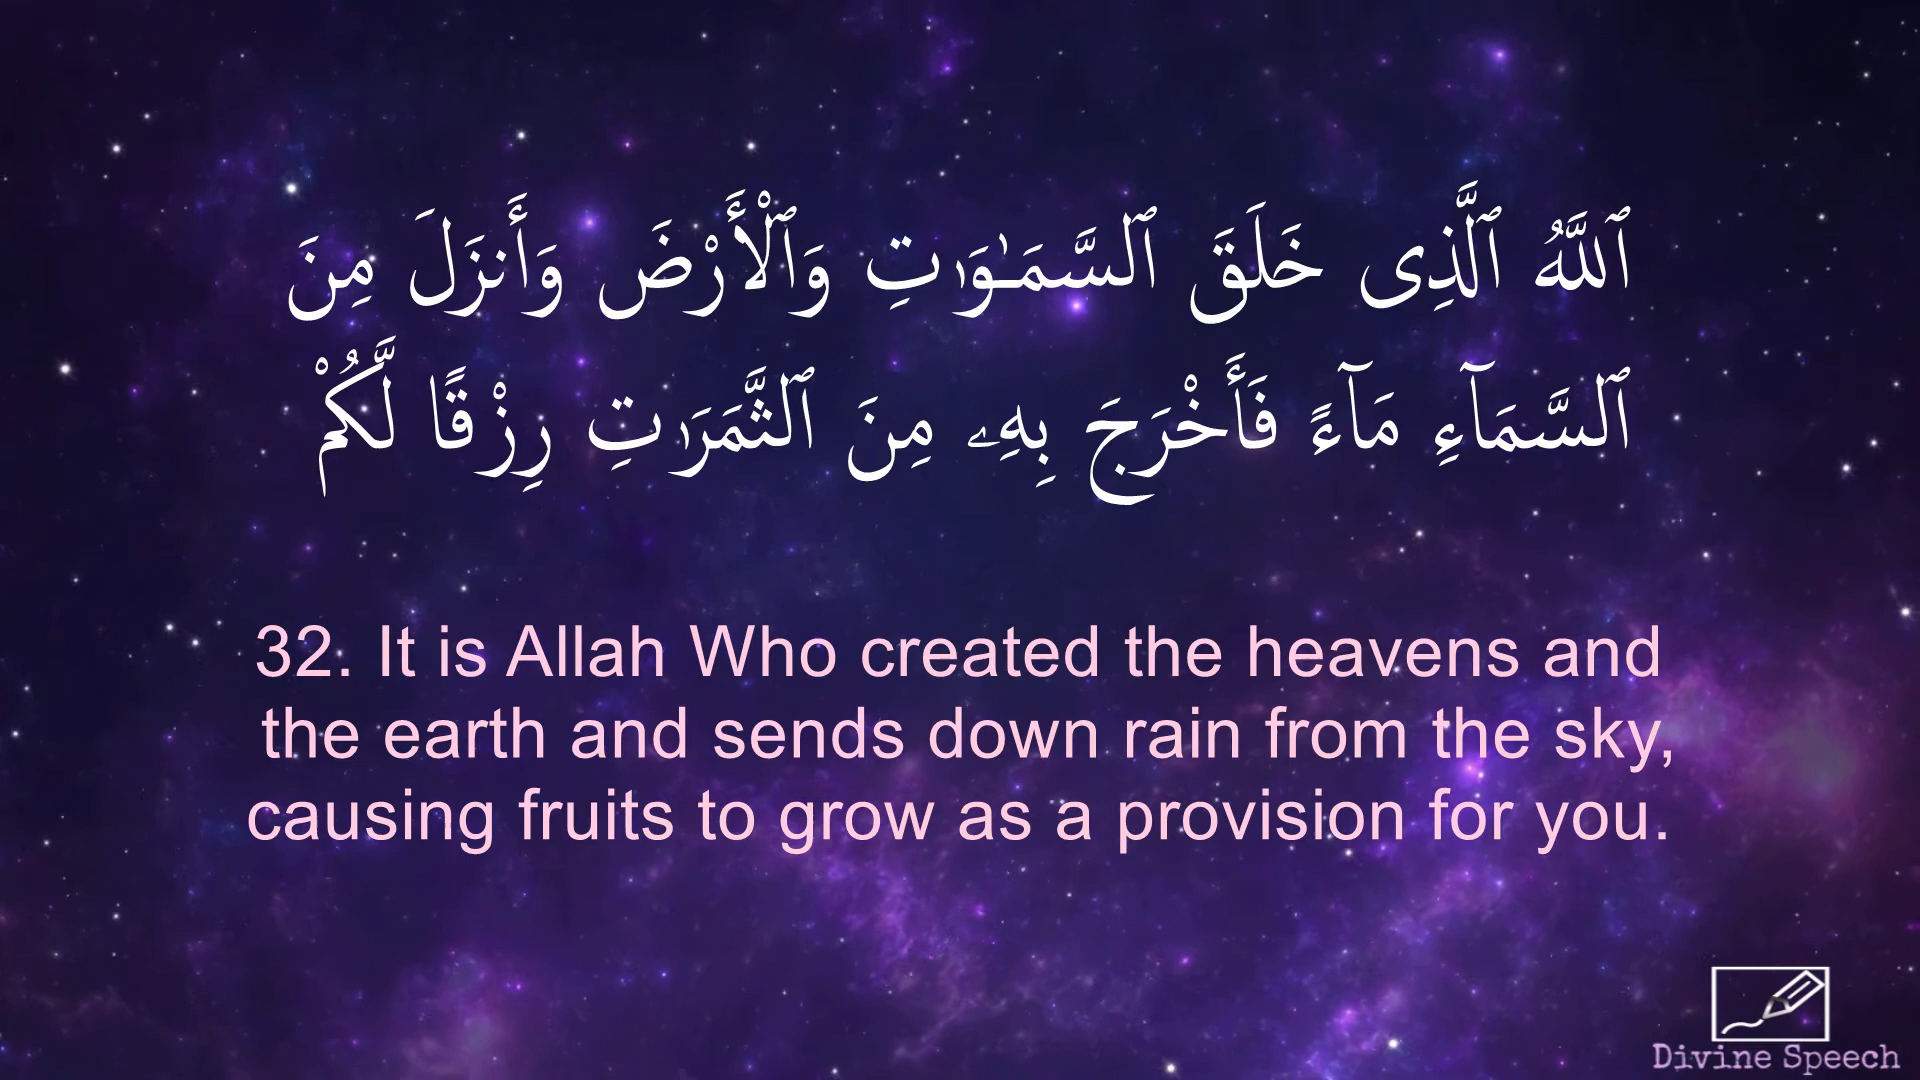 ٱللَّهُ ٱلَّذِى خَلَقَ ٱلسَّمَـٰوَٰتِ وَٱلْأَرْضَ وَأَنزَلَ مِنَ
ٱلسَّمَآءِ مَآءً فَأَخْرَجَ بِهِۦ مِنَ ٱلثَّمَرَٰتِ رِزْقًا لَّكُمْ
32. It is Allah Who created the heavens and
the earth and sends down rain from the sky,
causing fruits to grow as a provision for you.
Divine Speech